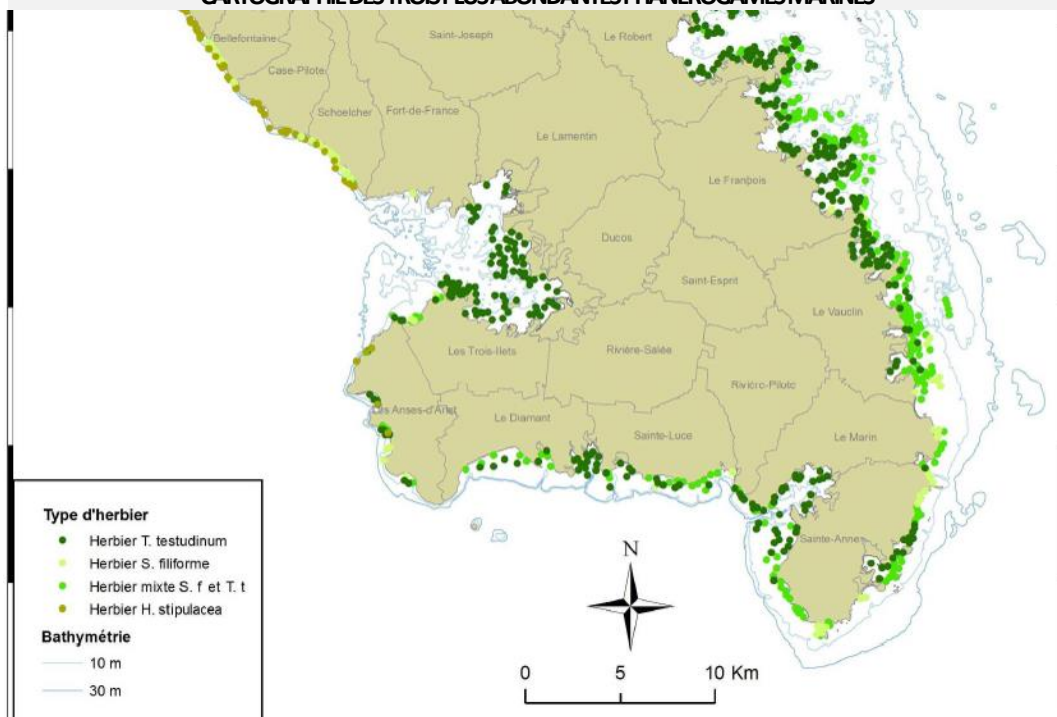 CARTOGRAPHIE DES TROIS PLUS ABONDANTES PHANEROGAMES MARINES
Bellefontaine
Saint-Joseph
Le Robert
Case-Pilote
Schoelcher
Fort-de-France
Le Lamentin
Le François
Ducos
Saint-Esprit
Le Vauclin
Les Trois-Ilets
Rivière-Salée
Rivière-Pilote
Les Anses-d'Arlet
Le Diamant
Sainte-Luce
Le Marin
Sainte-Anne
Type d'herbier
Herbier T. testudinum
Herbier S. filiforme
Herbier mixte S. f et T. t
Herbier H. stipulacea
Bathymétrie
10 m
30 m
N
0 5 10 Km